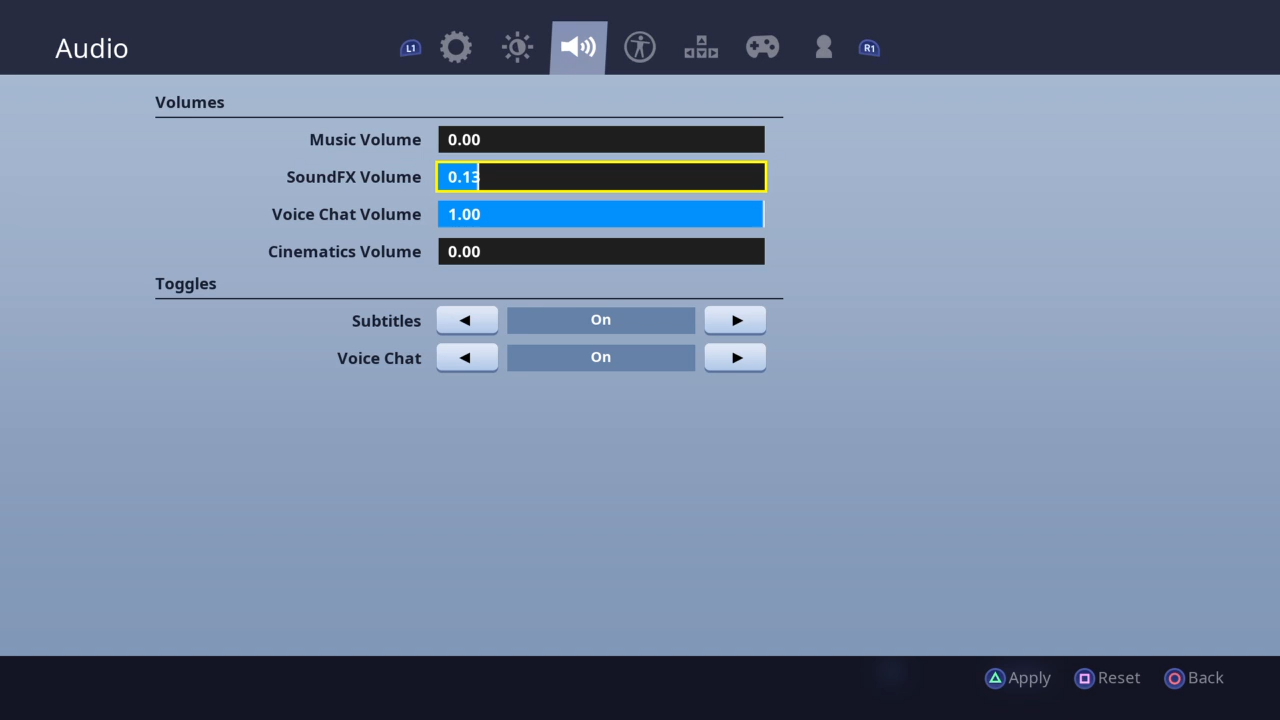 Audio
L1
R1
Volumes
Music Volume 0.00
SoundFX Volume 0.13
Voice Chat Volume 1.00
Cinematics Volume 0.00
Toggles
Subtitles On
Voice Chat On
Apply Reset Back